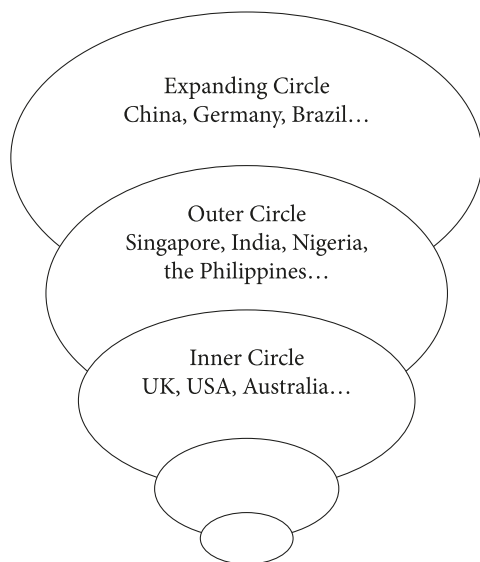 Expanding Circle
China, Germany, Brazil…
Outer Circle
Singapore, India, Nigeria,
the Philippines…
Inner Circle
UK, USA, Australia…